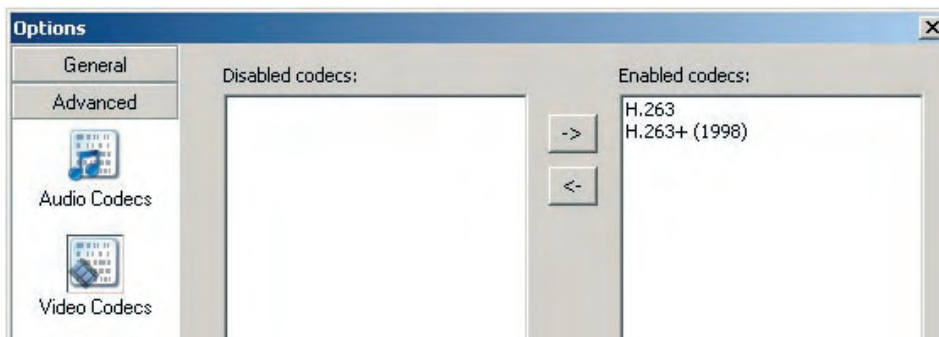 Options
General
Advanced
Audio Codecs
Video Codecs
Disabled codecs:
->
<-
Enabled codecs:
H.263
H.263+ (1998)